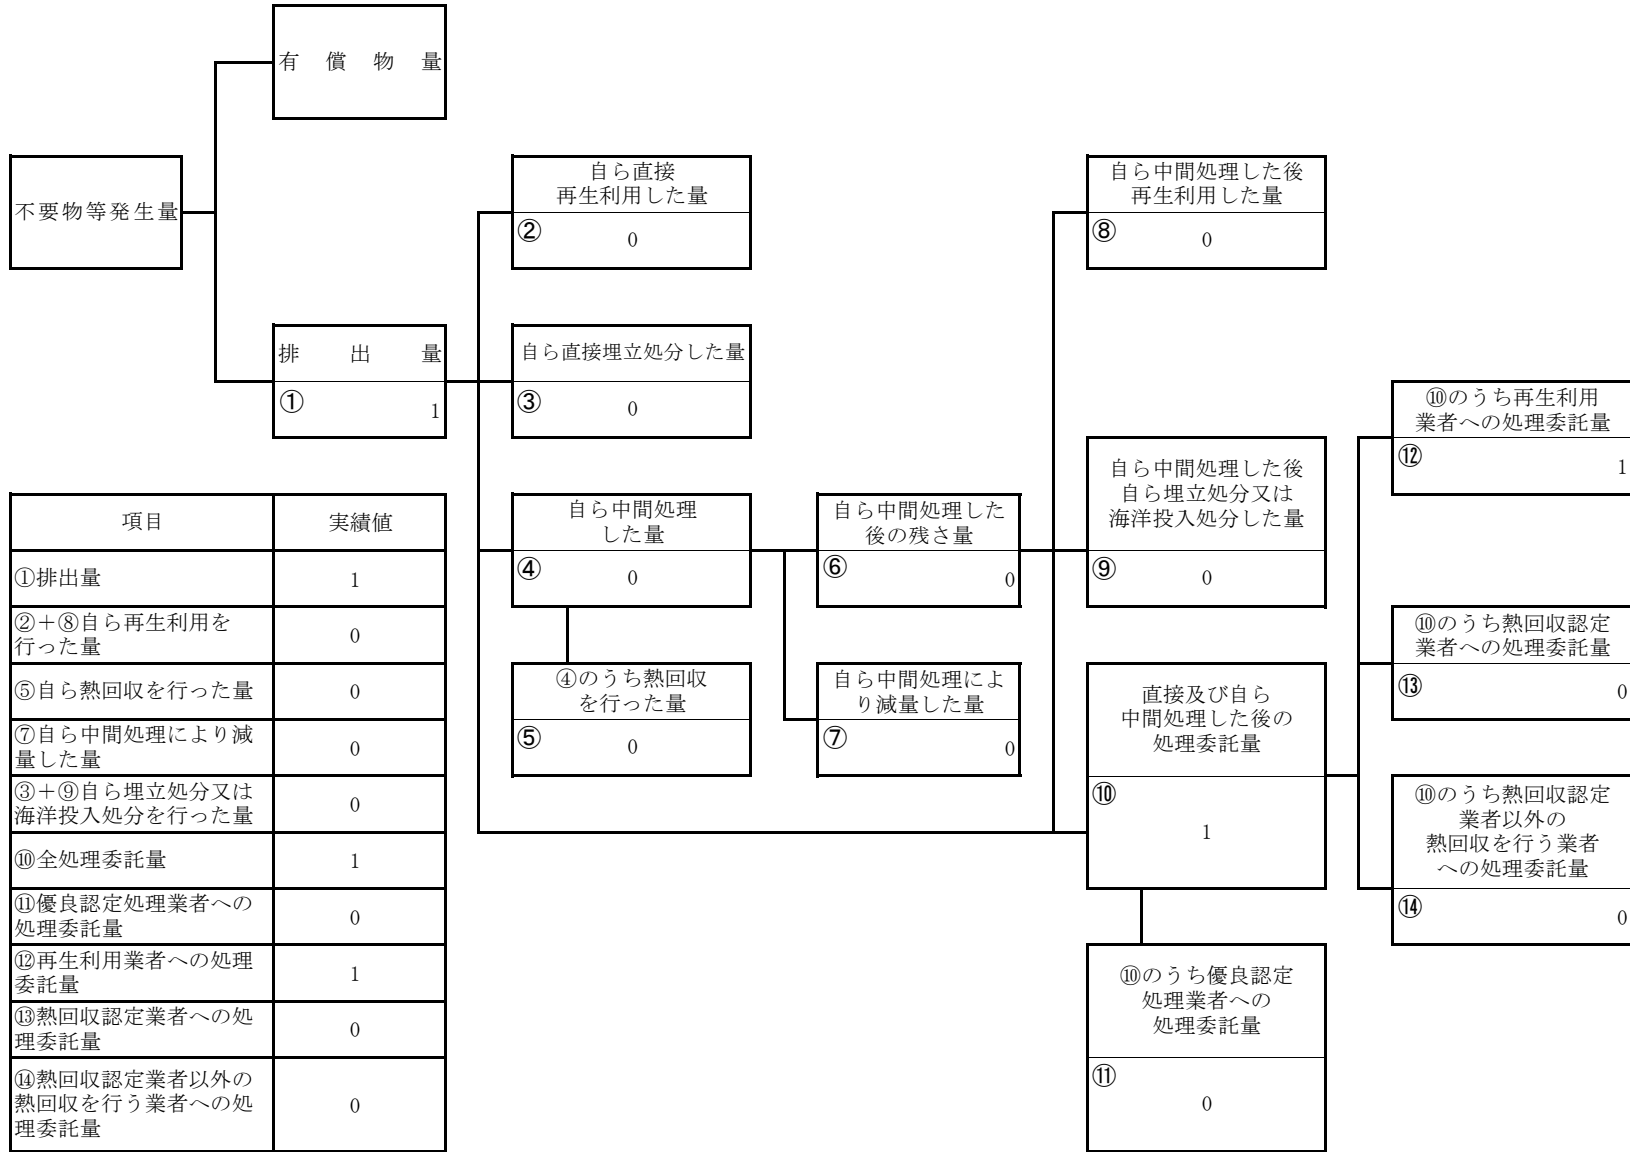 有償物量
不要物等発生量
排出量
① 1
自ら直接
再生利用した量
② 0
自ら直接埋立処分した量
③ 0
自ら中間処理
した量
④ 0
④のうち熱回収
を行った量
⑤ 0
自ら中間処理した
後の残さ量
⑥ 0
自ら中間処理によ
り減量した量
⑦ 0
自ら中間処理した後
再生利用した量
⑧ 0
自ら中間処理した後
自ら埋立処分又は
海洋投入処分した量
⑨ 0
直接及び自ら
中間処理した後の
処理委託量
⑩
1
⑩のうち優良認定
処理業者への
処理委託量
⑪
0
⑩のうち再生利用
業者への処理委託量
⑫ 1
⑩のうち熱回収認定
業者への処理委託量
⑬ 0
⑩のうち熱回収認定
業者以外の
熱回収を行う業者
への処理委託量
⑭ 0
項目 実績値
①排出量 1
②＋⑧自ら再生利用を
行った量 0
⑤自ら熱回収を行った量 0
⑦自ら中間処理により減
量した量 0
③＋⑨自ら埋立処分又は
海洋投入処分を行った量 0
⑩全処理委託量 1
⑪優良認定処理業者への
処理委託量 0
⑫再生利用業者への処理
委託量 1
⑬熱回収認定業者への処
理委託量 0
⑭熱回収認定業者以外の
熱回収を行う業者への処
理委託量 0